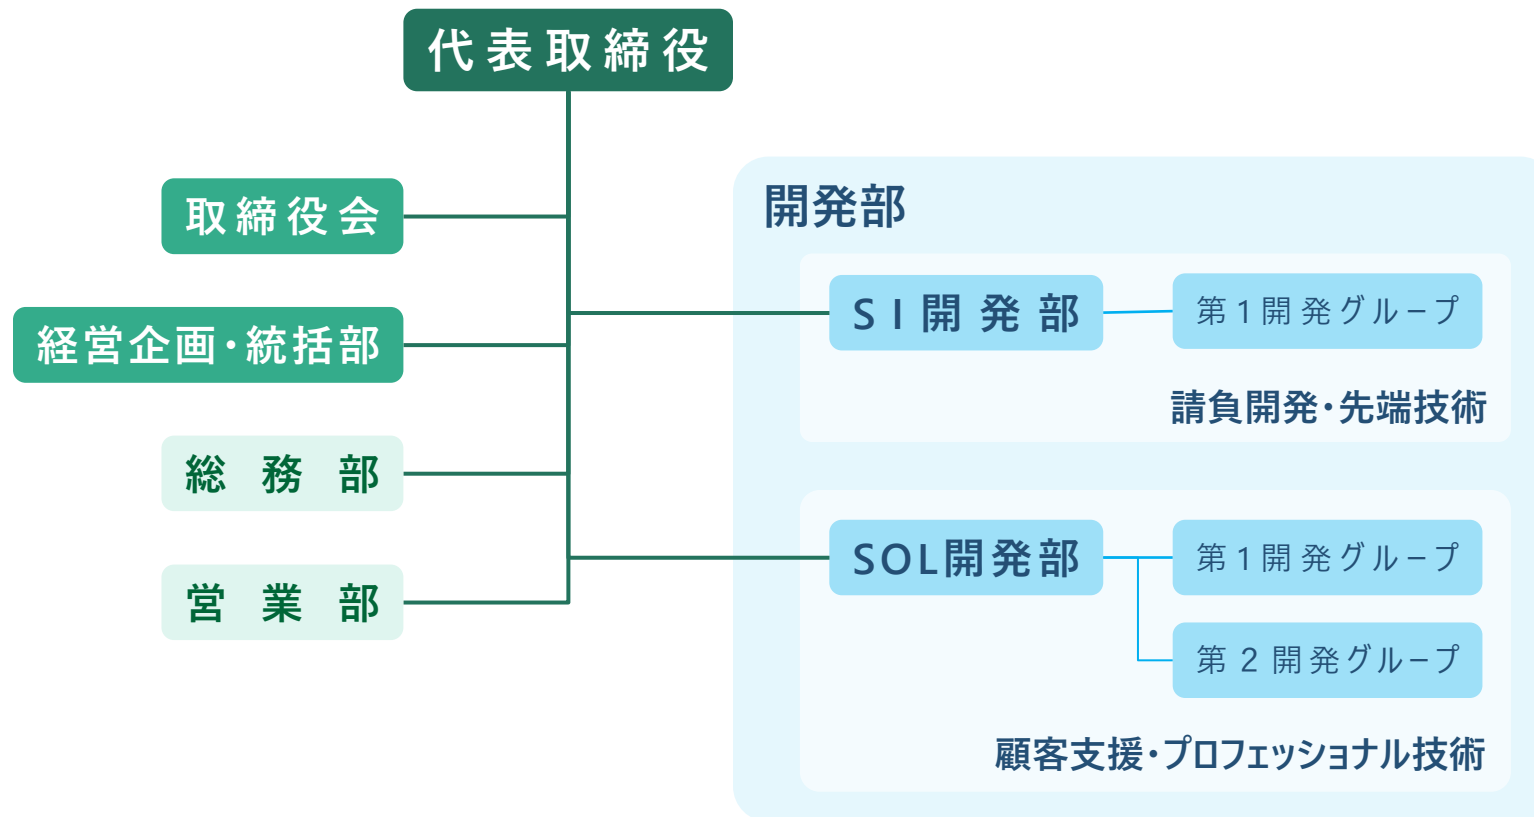 代表取締役
取締役会
経営企画・統括部
総務部
営業部
開発部
SI開発部
第1開発グループ
請負開発・先端技術
SOL開発部
第1開発グループ
第2開発グループ
顧客支援・プロフェッショナル技術